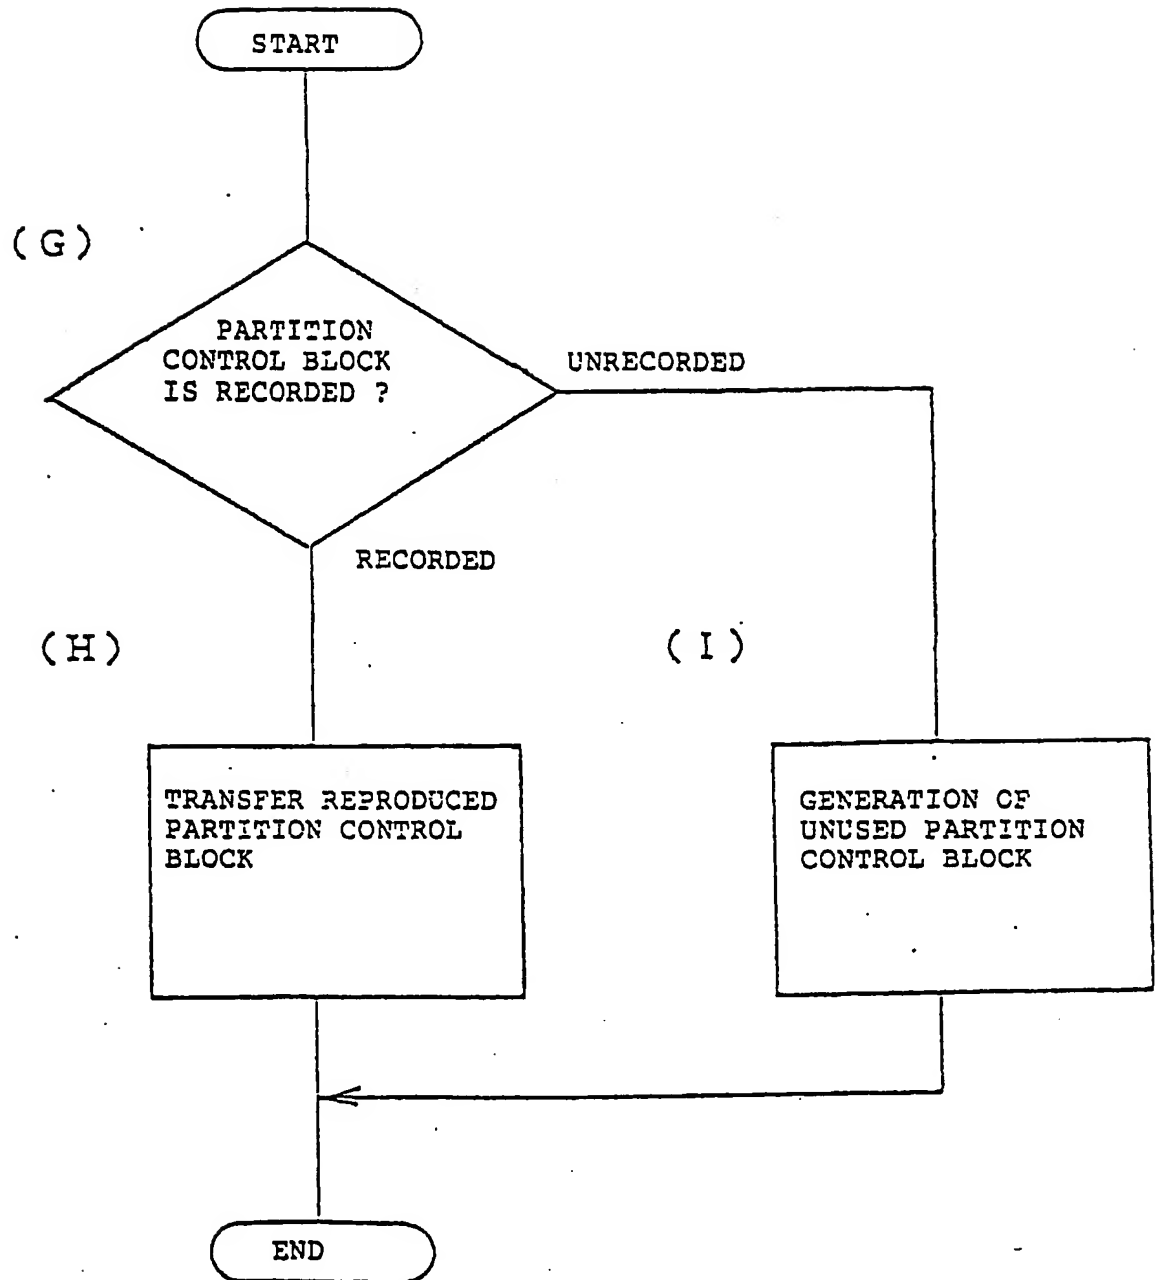 START
(G)
PARTITION
CONTROL BLOCK
IS RECORDED ?
UNRECORDED
RECORDED
(H)
(I)
TRANSFER REPRODUCED
PARTITION CONTROL
BLOCK
GENERATION OF
UNUSED PARTITION
CONTROL BLOCK
END